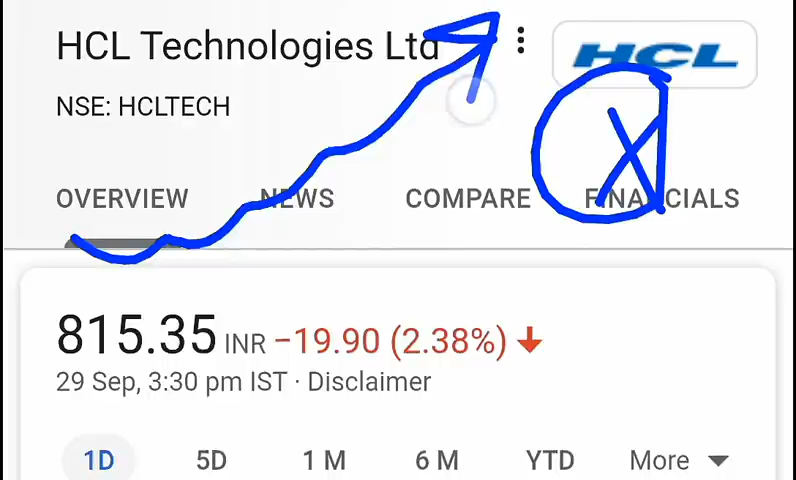 HCL Technologies Ltd
HCL
NSE: HCLTECH
OVERVIEW NEWS COMPARE FINANCIALS
X
815.35 INR −19.90 (2.38%)
29 Sep, 3:30 pm IST · Disclaimer
1D 5D 1 M 6 M YTD More